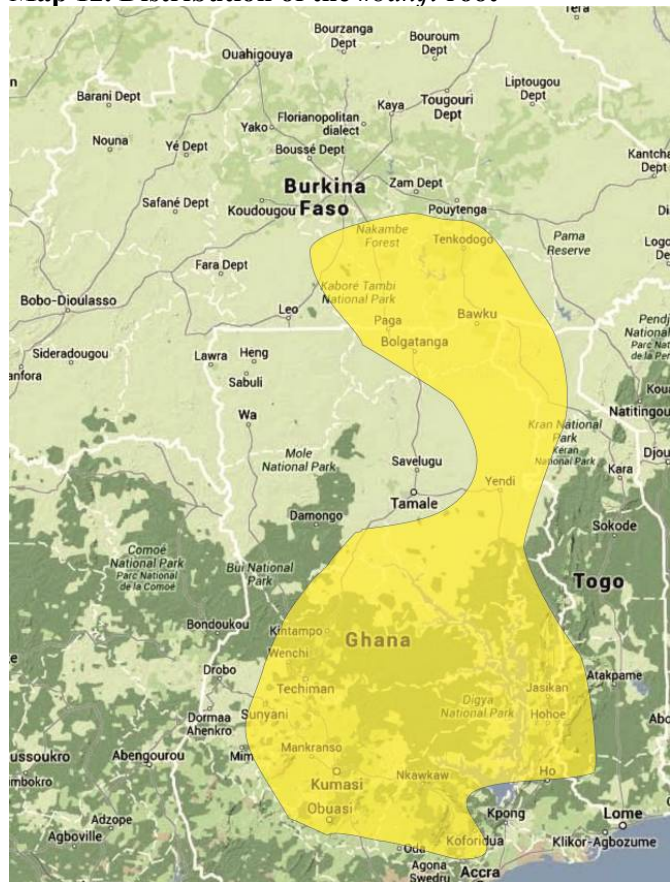 Bourzanga
Dept
Bouroum
Dept
Tera
Ouahigouya
Liptougou
Dept
Barani Dept
Tougouri
Dept
Kaya
Florianopolitan
dialect
Yako
Nouna
Yé Dept
Boussé Dept
Kantcha
Dept
Burkina
Faso
Zam Dept
Safané Dept
Koudougou
Pouytenga
Nakambe
Forest
Tenkodogo
Pama
Reserve
Fara Dept
Kaboré Tambi
National Park
Bobo-Dioulasso
Leo
Paga
Bawku
Bolgatanga
Sideradougou
Lawra
Heng
Sabuli
Wa
Natitingou
Kran National
Park
Keran
National Park
Mole
National Park
Savelugu
Kara
Yendi
Tamale
Damongo
Sokode
Comoé
National Park
Parc National
de la Comoé
Bui National
Park
Togo
Bondoukou
Kintampo
Ghana
Wenchi
Drobo
Techiman
Jasikan
Atakpame
Digya
National Park
Hohoe
Dormaa
Ahenkro
Sunyani
Mim
Mankranso
Abengourou
Kumasi
Nkawkaw
Ho
Obuasi
Kpong
Lome
Adzope
Agboville
Koforidua
Klikor-Agbozume
Oda
Agona
Swedru
Accra